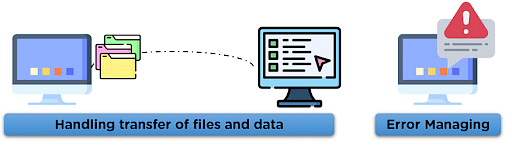 Handling transfer of files and data
Error Managing